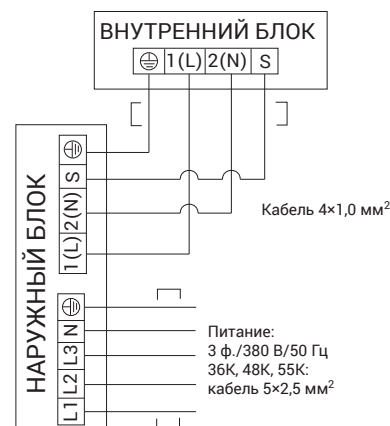 ВНУТРЕННИЙ БЛОК
1(L) 2(N) S
НАРУЖНЫЙ БЛОК
S
2(N)
1(L)
Кабель 4×1,0 мм²
N
L3
L2
L1
Питание:
3 ф./380 В/50 Гц
36K, 48K, 55K:
кабель 5×2,5 мм²